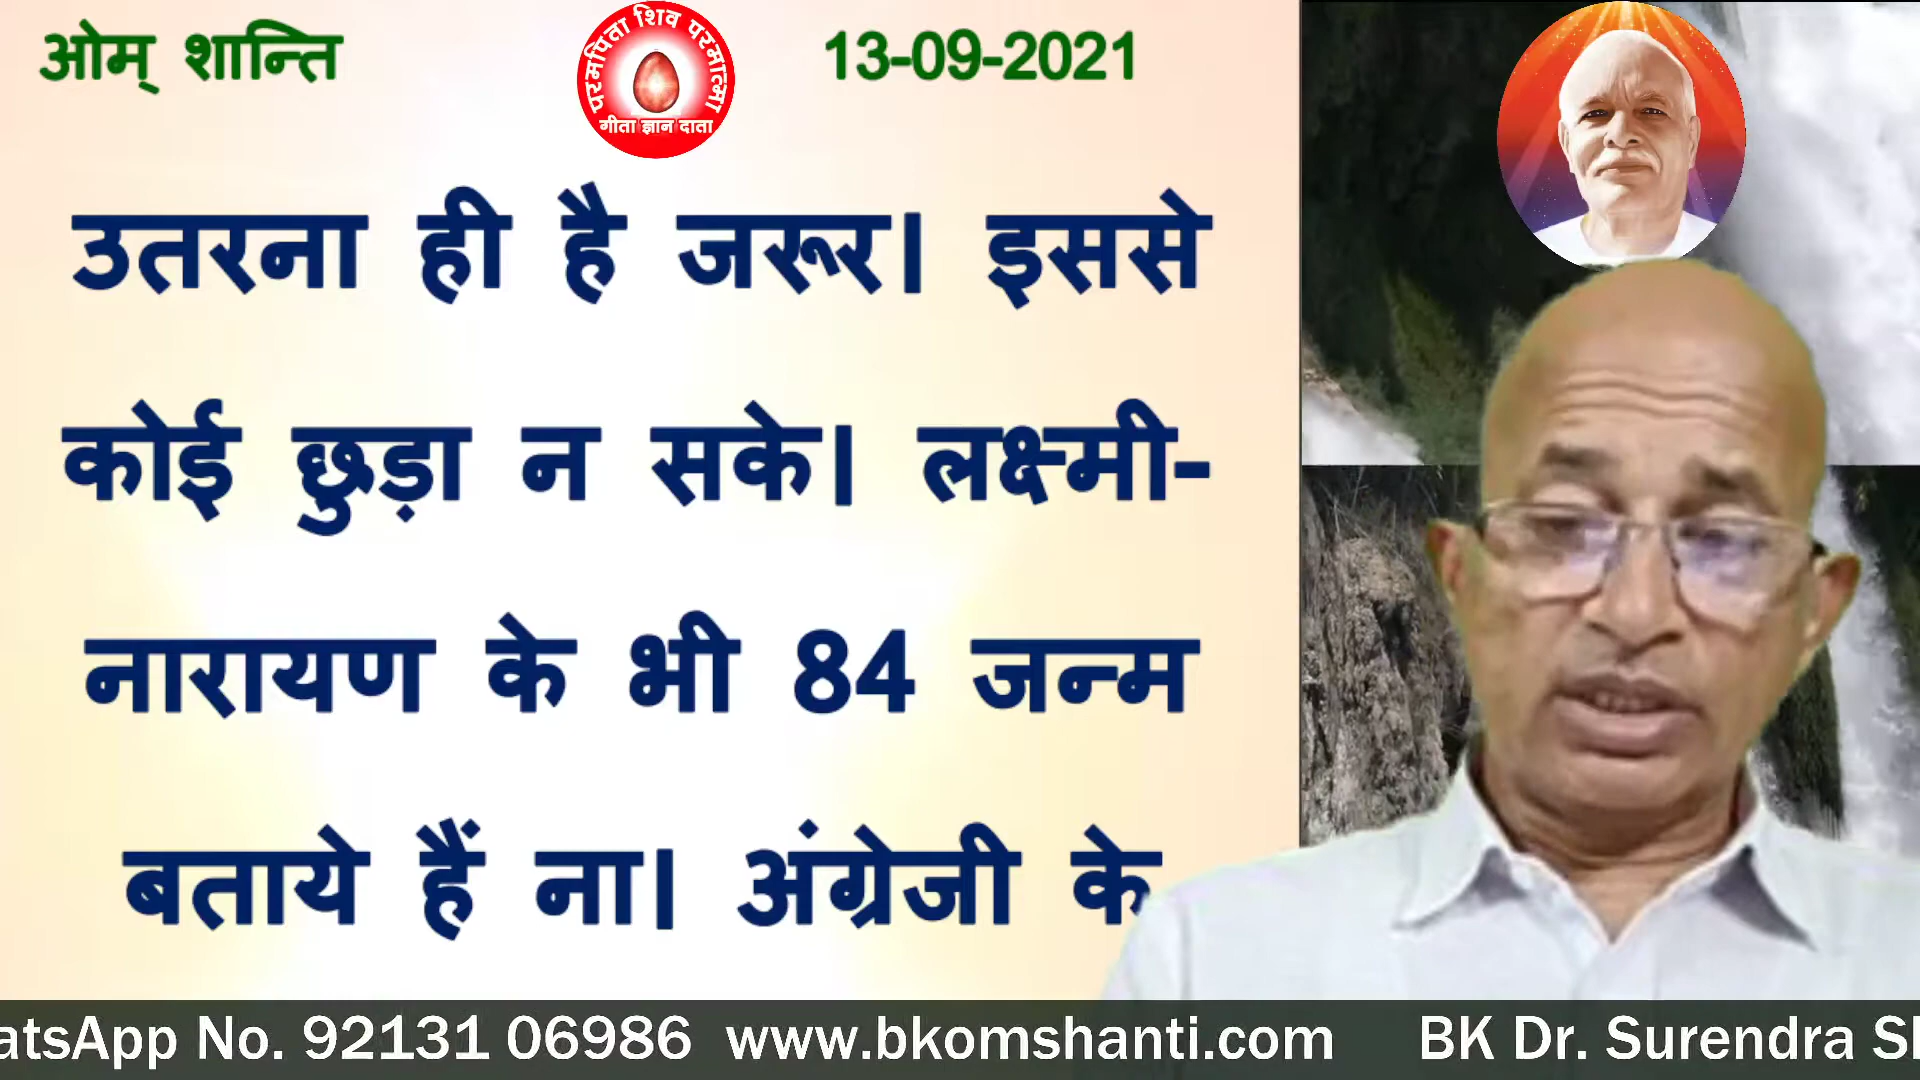 ओम् शान्ति
परमपिता शिव परमात्मा
गीता ज्ञान दाता
13-09-2021
उतरना ही है जरूर। इससे
कोई छुड़ा न सके। लक्ष्मी-
नारायण के भी 84 जन्म
बताये हैं ना। अंग्रेजी के
atsApp No. 92131 06986 www.bkomshanti.com BK Dr. Surendra S